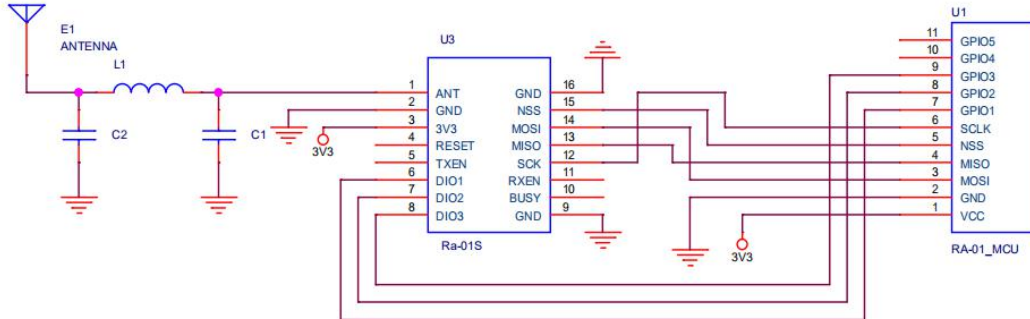 E1
ANTENNA
L1
C2
C1
3V3
U3
1 ANT GND 16
2 GND NSS 15
3 3V3 MOSI 14
4 RESET MISO 13
5 TXEN SCK 12
6 DIO1 RXEN 11
7 DIO2 BUSY 10
8 DIO3 GND 9
Ra-01S
3V3
U1
11 GPIO5
10 GPIO4
9 GPIO3
8 GPIO2
7 GPIO1
6 SCLK
5 NSS
4 MISO
3 MOSI
2 GND
1 VCC
RA-01_MCU